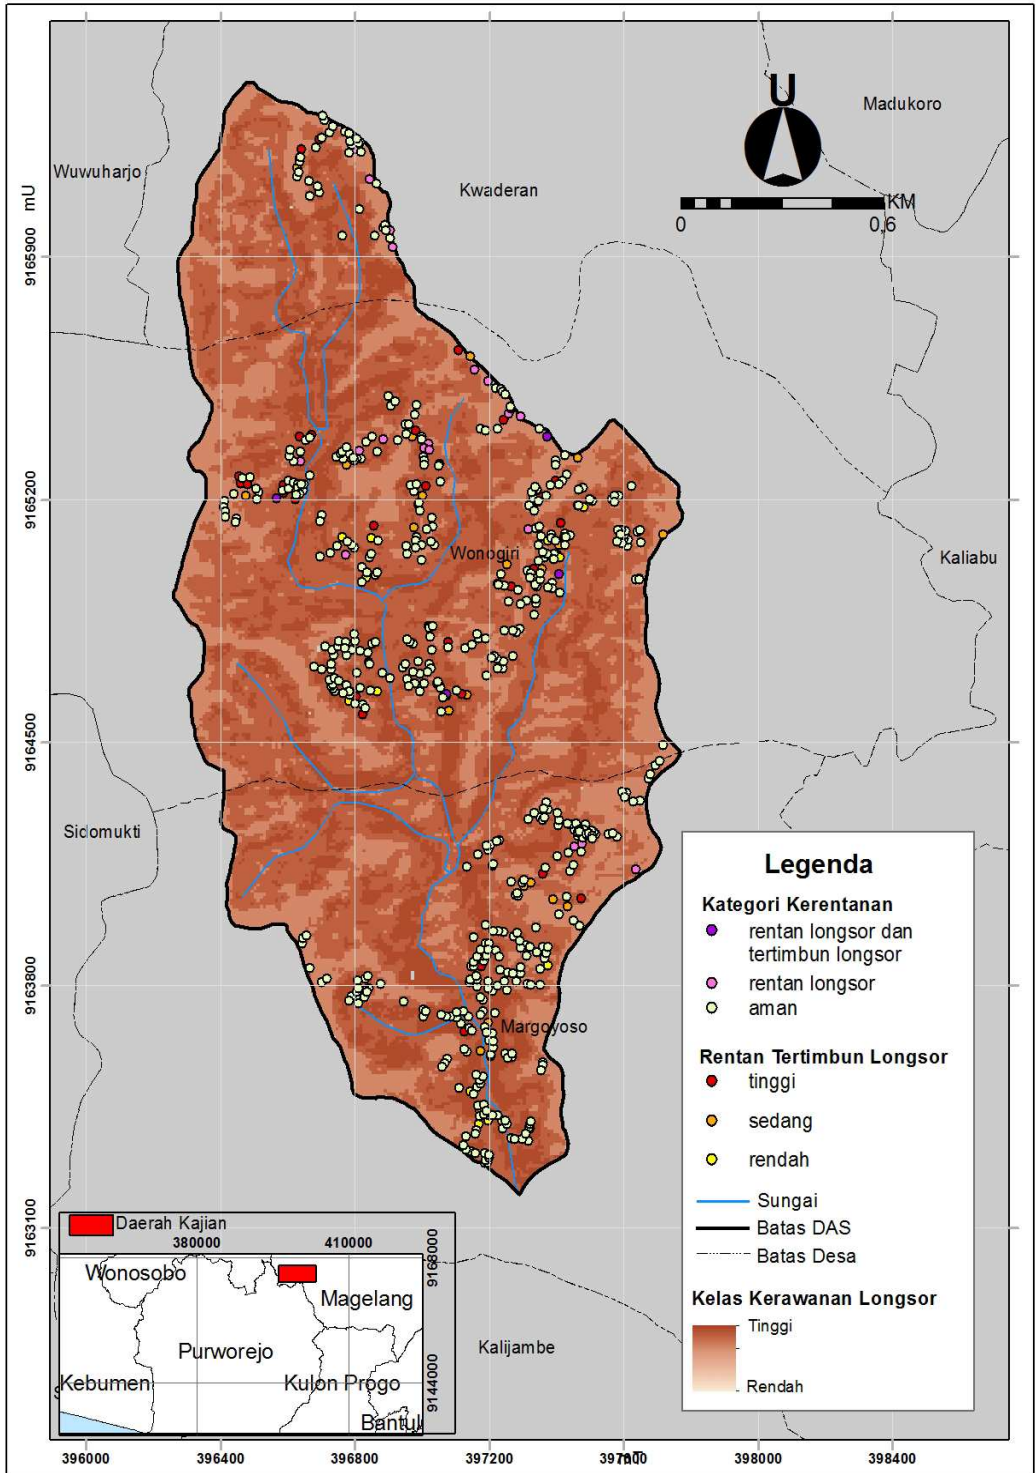 U
Madukoro
Wuwuharjo
Kwaderan
KM
0
0,6
mU
9165900
9165200
Wonogiri
Kaliabu
9164500
Sidomukti
Legenda
Kategori Kerentanan
rentan longsor dan
tertimbun longsor
rentan longsor
aman
9163800
Margoyoso
Rentan Tertimbun Longsor
tinggi
sedang
rendah
Sungai
Batas DAS
Batas Desa
9163100
Daerah Kajian
380000
410000
Wonosobo
9168000
Magelang
Purworejo
Kebumen
Kulon Progo
9144000
Bantul
Kelas Kerawanan Longsor
Tinggi
Rendah
Kalijambe
396000
396400
396800
397200
397600
398000
398400